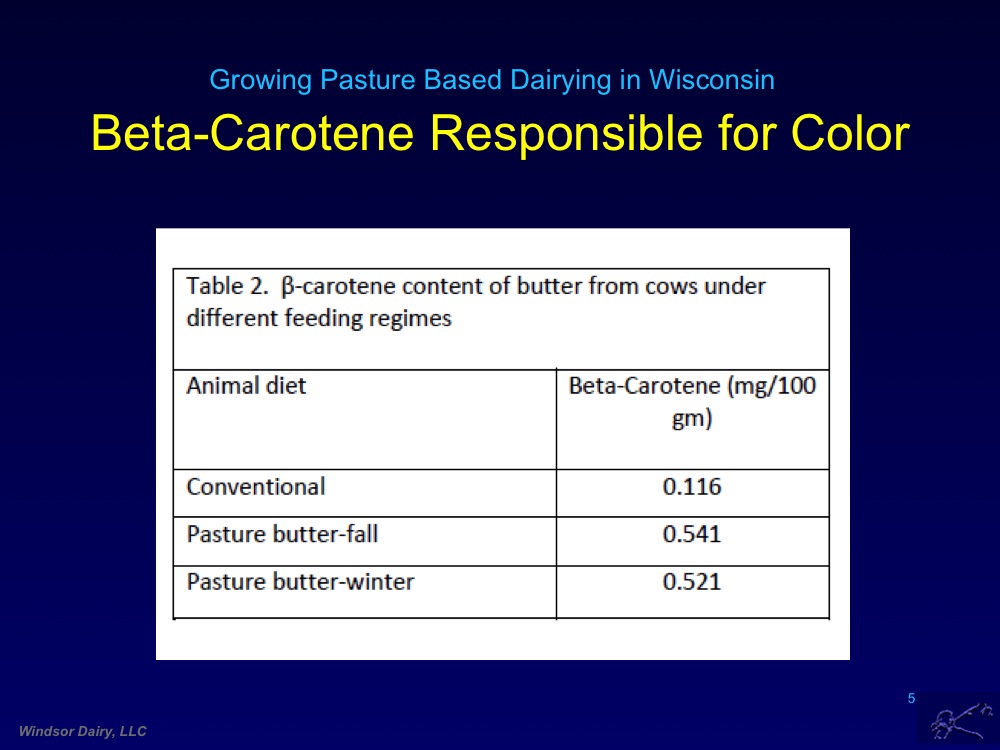 Growing Pasture Based Dairying in Wisconsin
Beta-Carotene Responsible for Color
Table 2.  β-carotene content of butter from cows under
different feeding regimes
Animal diet
Beta-Carotene (mg/100
gm)
Conventional
0.116
Pasture butter-fall
0.541
Pasture butter-winter
0.521
5
Windsor Dairy, LLC